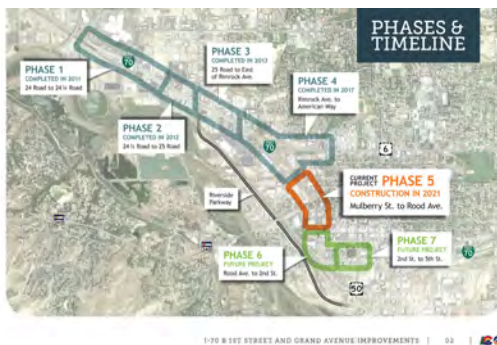 PHASES &
TIMELINE
PHASE 3
COMPLETED IN 2013
25 Road to East
of Rimrock Ave.
PHASE 1
COMPLETED IN 2011
24 Road to 24½ Road
70
PHASE 4
COMPLETED IN 2017
Rimrock Ave. to
American Way
PHASE 2
COMPLETED IN 2012
24½ Road to 25 Road
70
6
CURRENT
PROJECT
PHASE 5
CONSTRUCTION IN 2021
Mulberry St. to Rood Ave.
Riverside
Parkway
PHASE 6
FUTURE PROJECT
Rood Ave. to 2nd St.
PHASE 7
FUTURE PROJECT
2nd St. to 5th St.
70
50
I-70 B 1ST STREET AND GRAND AVENUE IMPROVEMENTS | 02 |